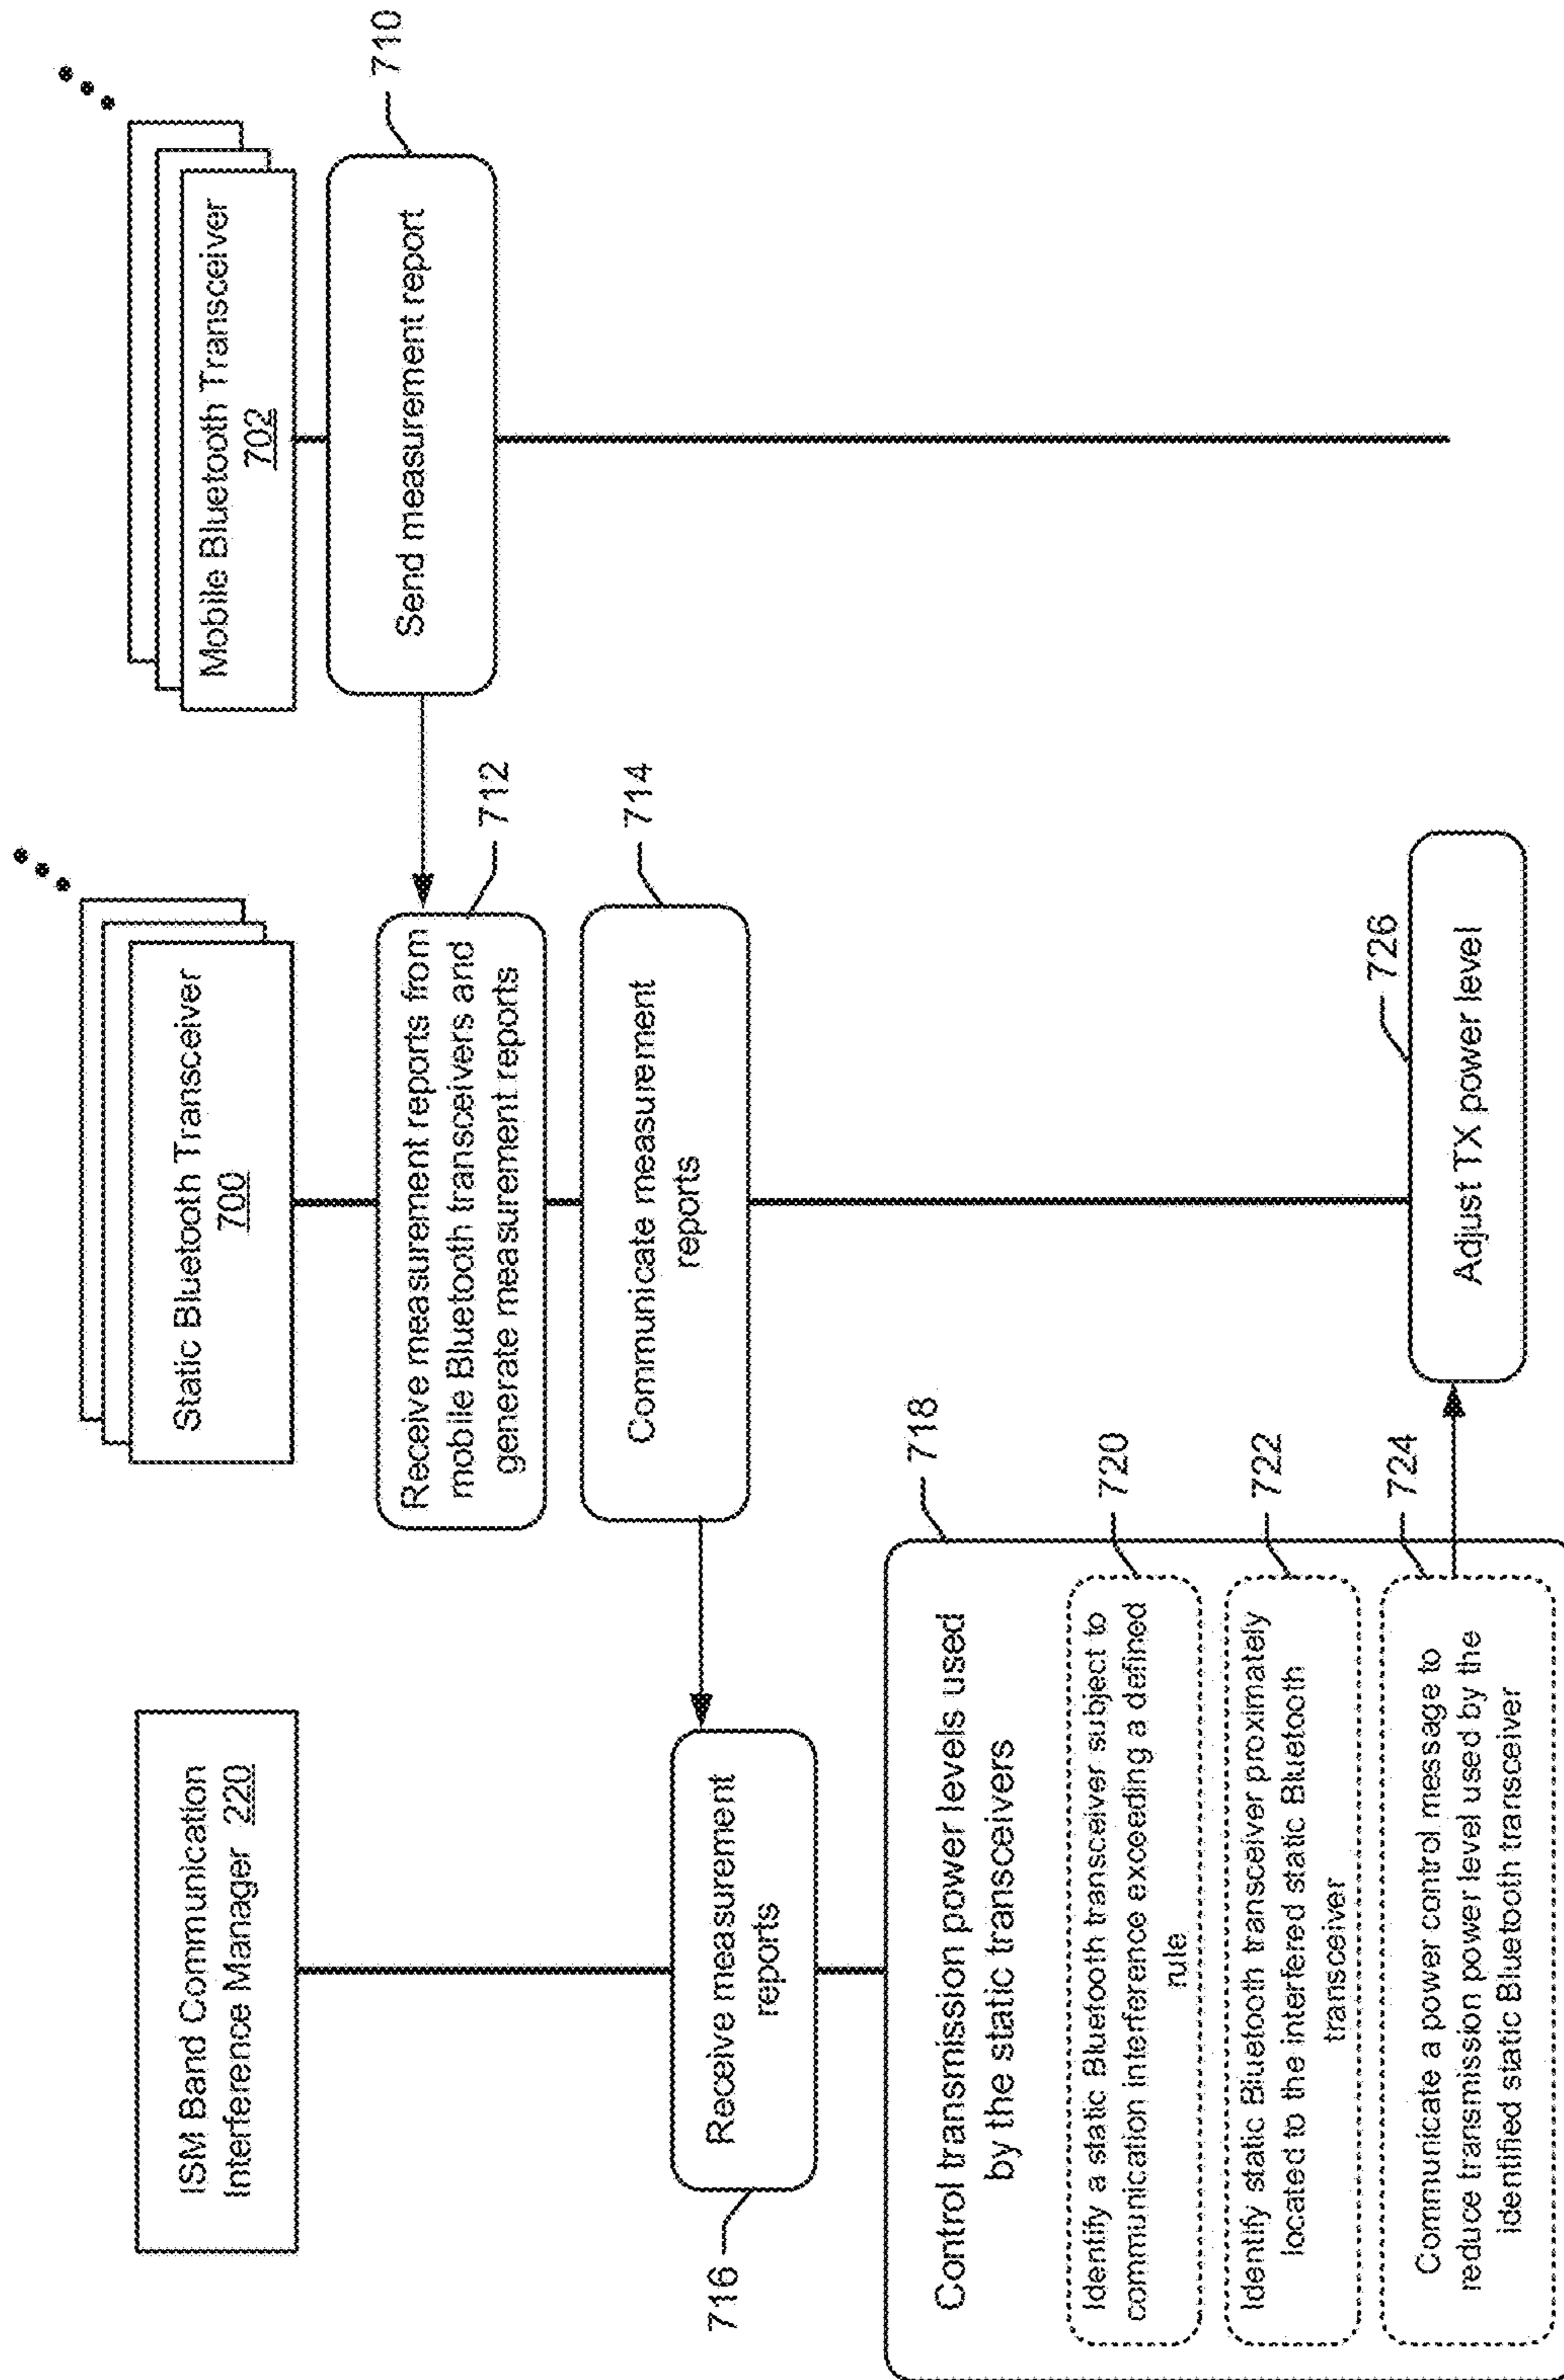 ISM Band Communication
Interference Manager 220
Static Bluetooth Transceiver
700
Mobile Bluetooth Transceiver
702
Send measurement report
710
Receive measurement reports from
mobile Bluetooth transceivers and
generate measurement reports
712
Communicate measurement
reports
714
Receive measurement
reports
716
Control transmission power levels used
by the static transceivers
718
Identify a static Bluetooth transceiver subject to
communication interference exceeding a defined
rule
720
Identify static Bluetooth transceiver proximately
located to the interfered static Bluetooth
transceiver
722
Communicate a power control message to
reduce transmission power level used by the
identified static Bluetooth transceiver
724
Adjust TX power level
726